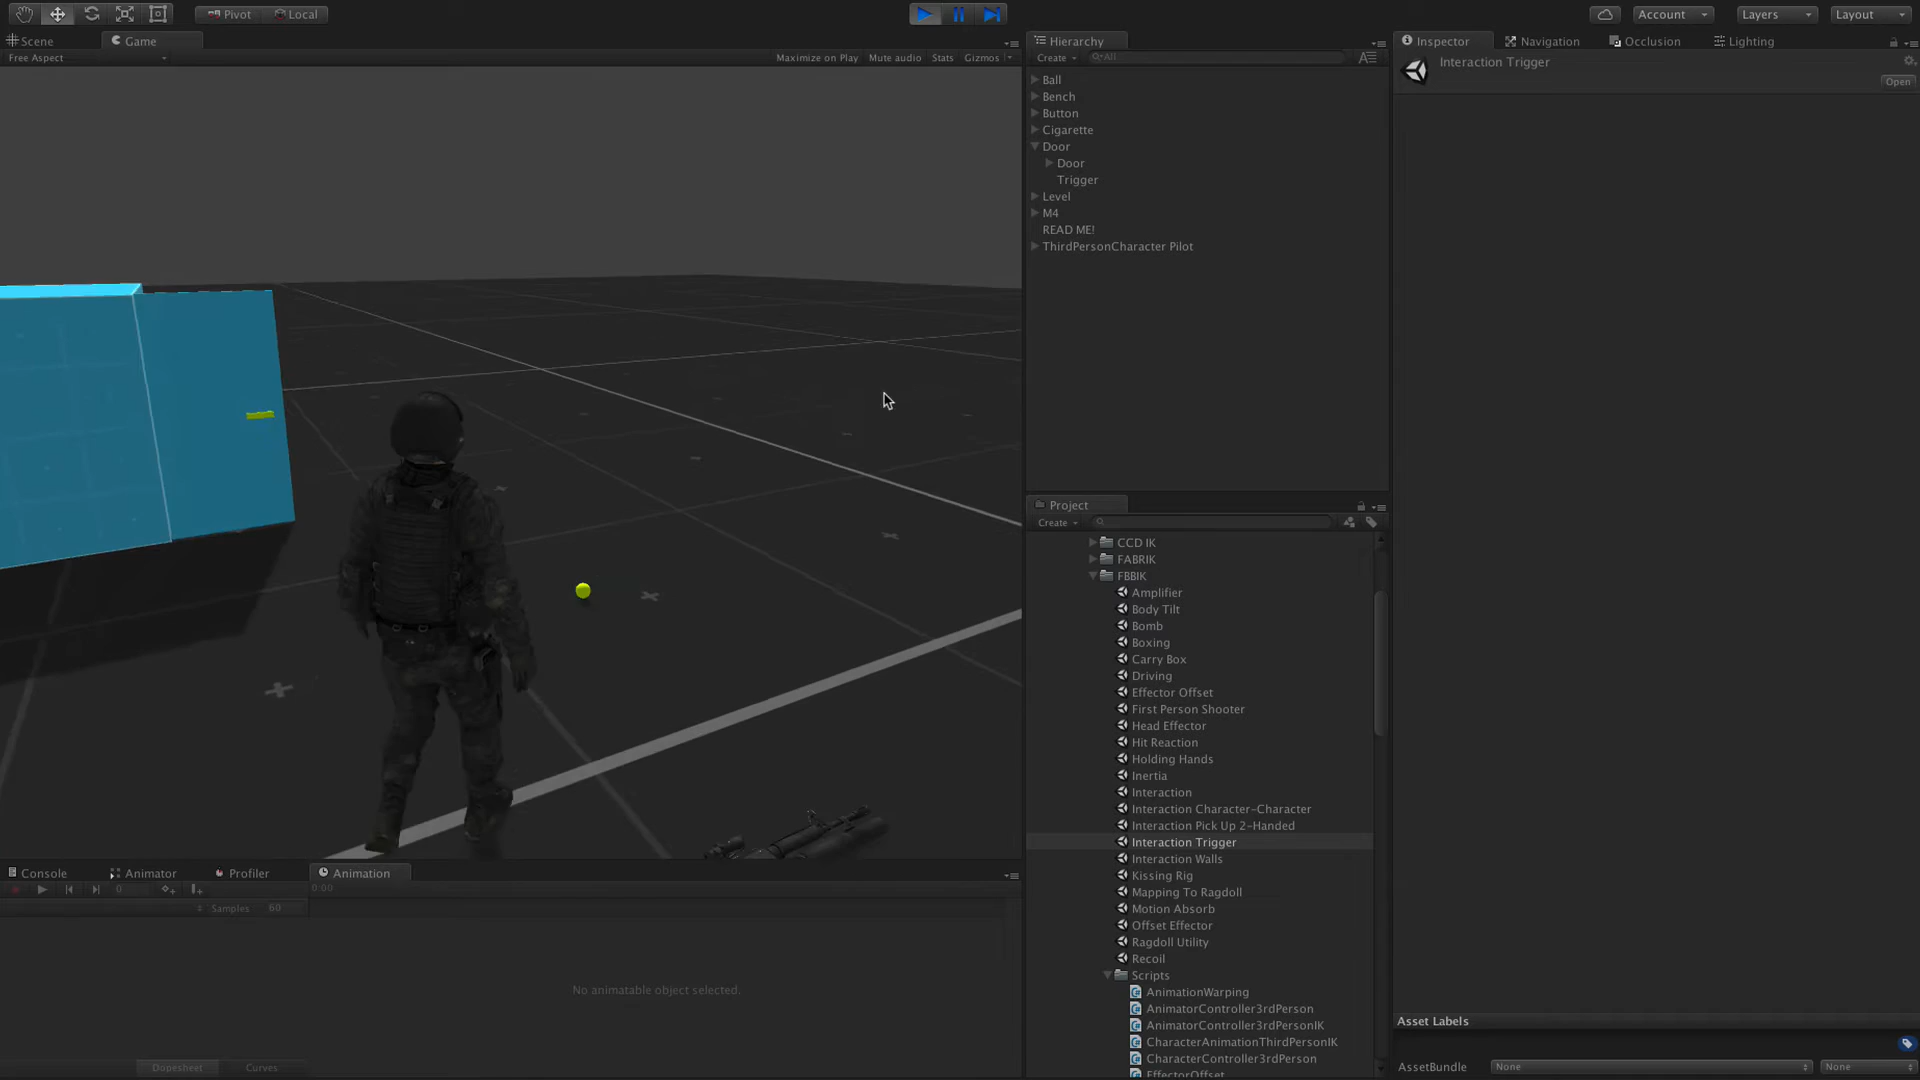 Pivot
Local
Account
Layers
Layout
Scene
Game
Free Aspect
Maximize on Play
Mute audio
Stats
Gizmos
Hierarchy
Create
All
Ball
Bench
Button
Cigarette
Door
Door
Trigger
Level
M4
READ ME!
ThirdPersonCharacter Pilot
Project
Create
CCD IK
FABRIK
FBBIK
Amplifier
Body Tilt
Bomb
Boxing
Carry Box
Driving
Effector Offset
First Person Shooter
Head Effector
Hit Reaction
Holding Hands
Inertia
Interaction
Interaction Character-Character
Interaction Pick Up 2-Handed
Interaction Trigger
Interaction Walls
Kissing Rig
Mapping To Ragdoll
Motion Absorb
Offset Effector
Ragdoll Utility
Recoil
Scripts
AnimationWarping
AnimatorController3rdPerson
AnimatorController3rdPersonIK
CharacterAnimationThirdPersonIK
CharacterController3rdPerson
EffectorOffset
Inspector
Navigation
Occlusion
Lighting
Interaction Trigger
Open
Asset Labels
AssetBundle
None
None
Console
Animator
Profiler
Animation
0
0:00
Samples
60
No animatable object selected.
Dopesheet
Curves